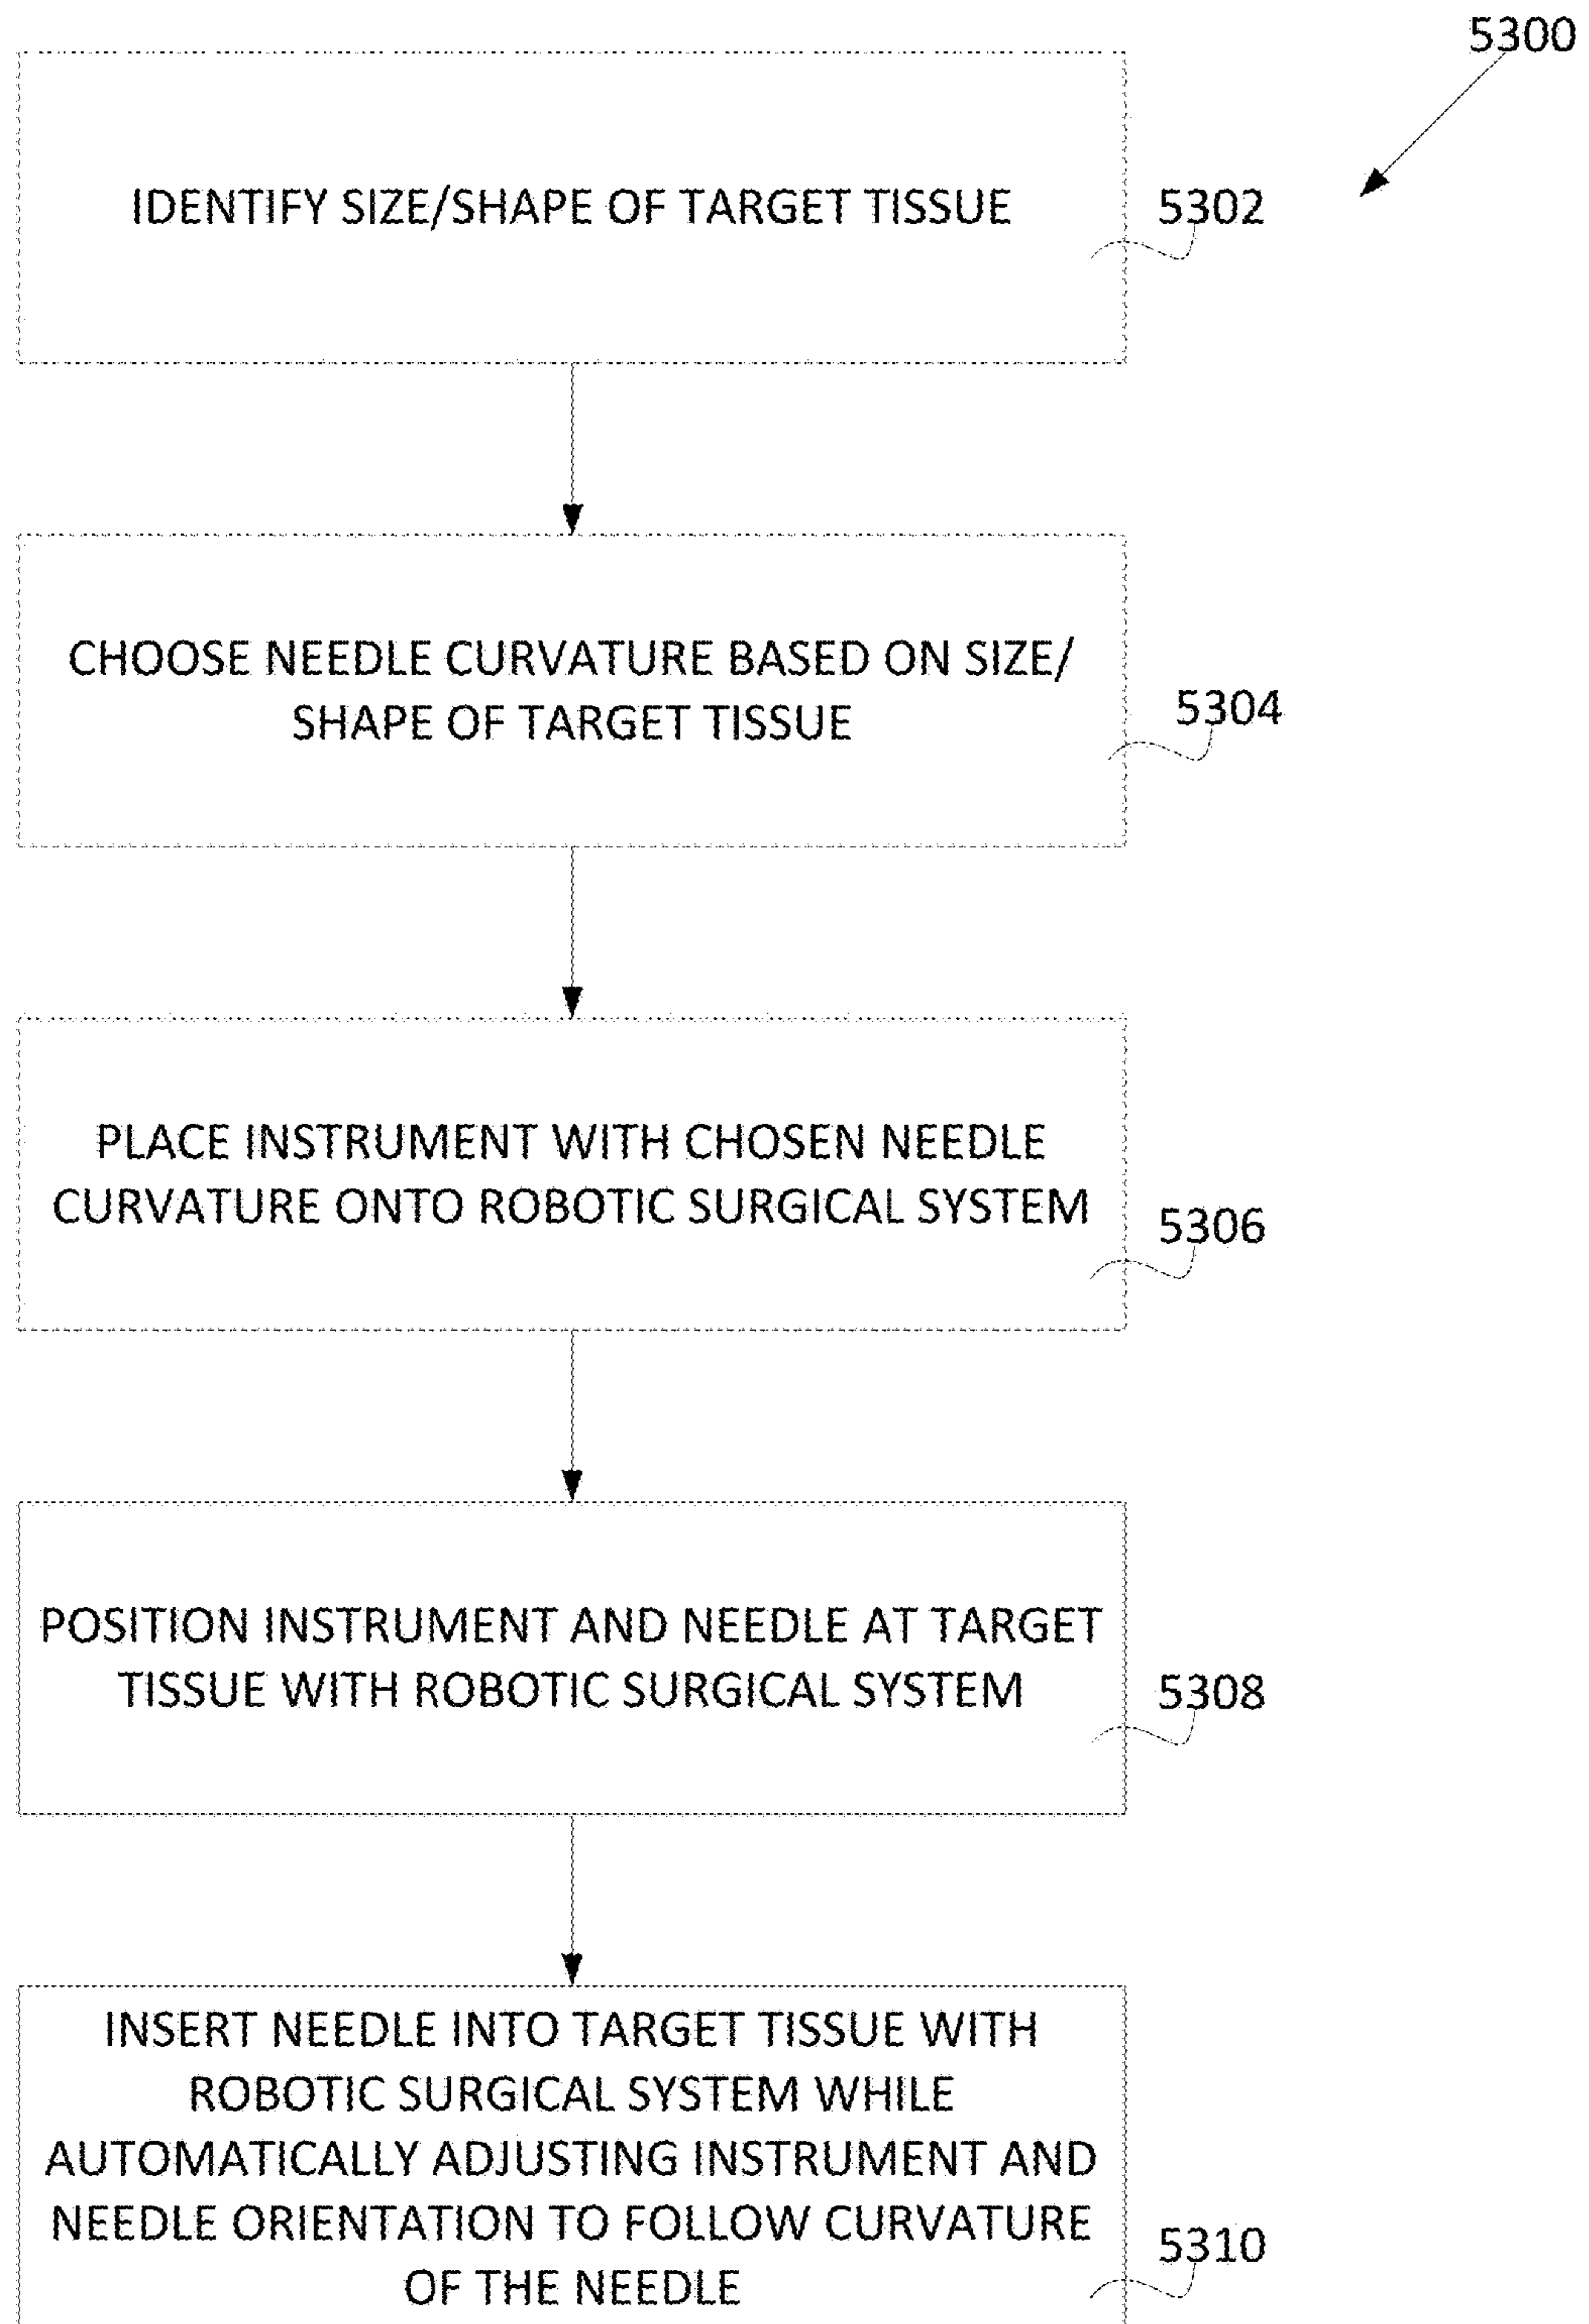 5300
IDENTIFY SIZE/SHAPE OF TARGET TISSUE
5302
CHOOSE NEEDLE CURVATURE BASED ON SIZE/
SHAPE OF TARGET TISSUE
5304
PLACE INSTRUMENT WITH CHOSEN NEEDLE
CURVATURE ONTO ROBOTIC SURGICAL SYSTEM
5306
POSITION INSTRUMENT AND NEEDLE AT TARGET
TISSUE WITH ROBOTIC SURGICAL SYSTEM
5308
INSERT NEEDLE INTO TARGET TISSUE WITH
ROBOTIC SURGICAL SYSTEM WHILE
AUTOMATICALLY ADJUSTING INSTRUMENT AND
NEEDLE ORIENTATION TO FOLLOW CURVATURE
OF THE NEEDLE
5310